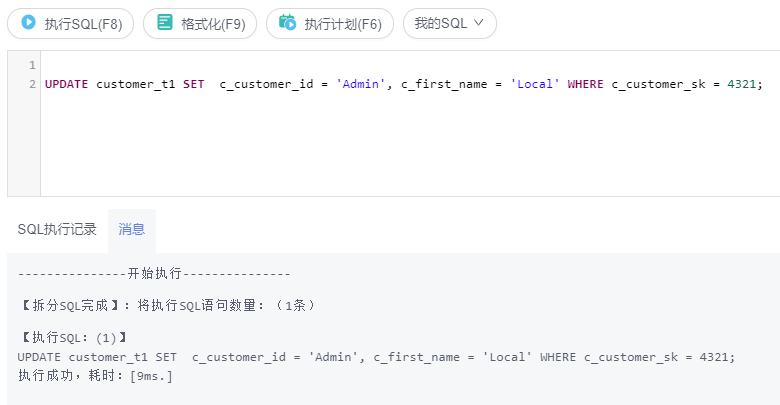 执行SQL(F8) 格式化(F9) 执行计划(F6) 我的SQL
1
2 UPDATE customer_t1 SET  c_customer_id = 'Admin', c_first_name = 'Local' WHERE c_customer_sk = 4321;
SQL执行记录 消息
---------------开始执行---------------
【拆分SQL完成】：将执行SQL语句数量：（1条）
【执行SQL：(1)】
UPDATE customer_t1 SET  c_customer_id = 'Admin', c_first_name = 'Local' WHERE c_customer_sk = 4321;
执行成功，耗时：[9ms.]